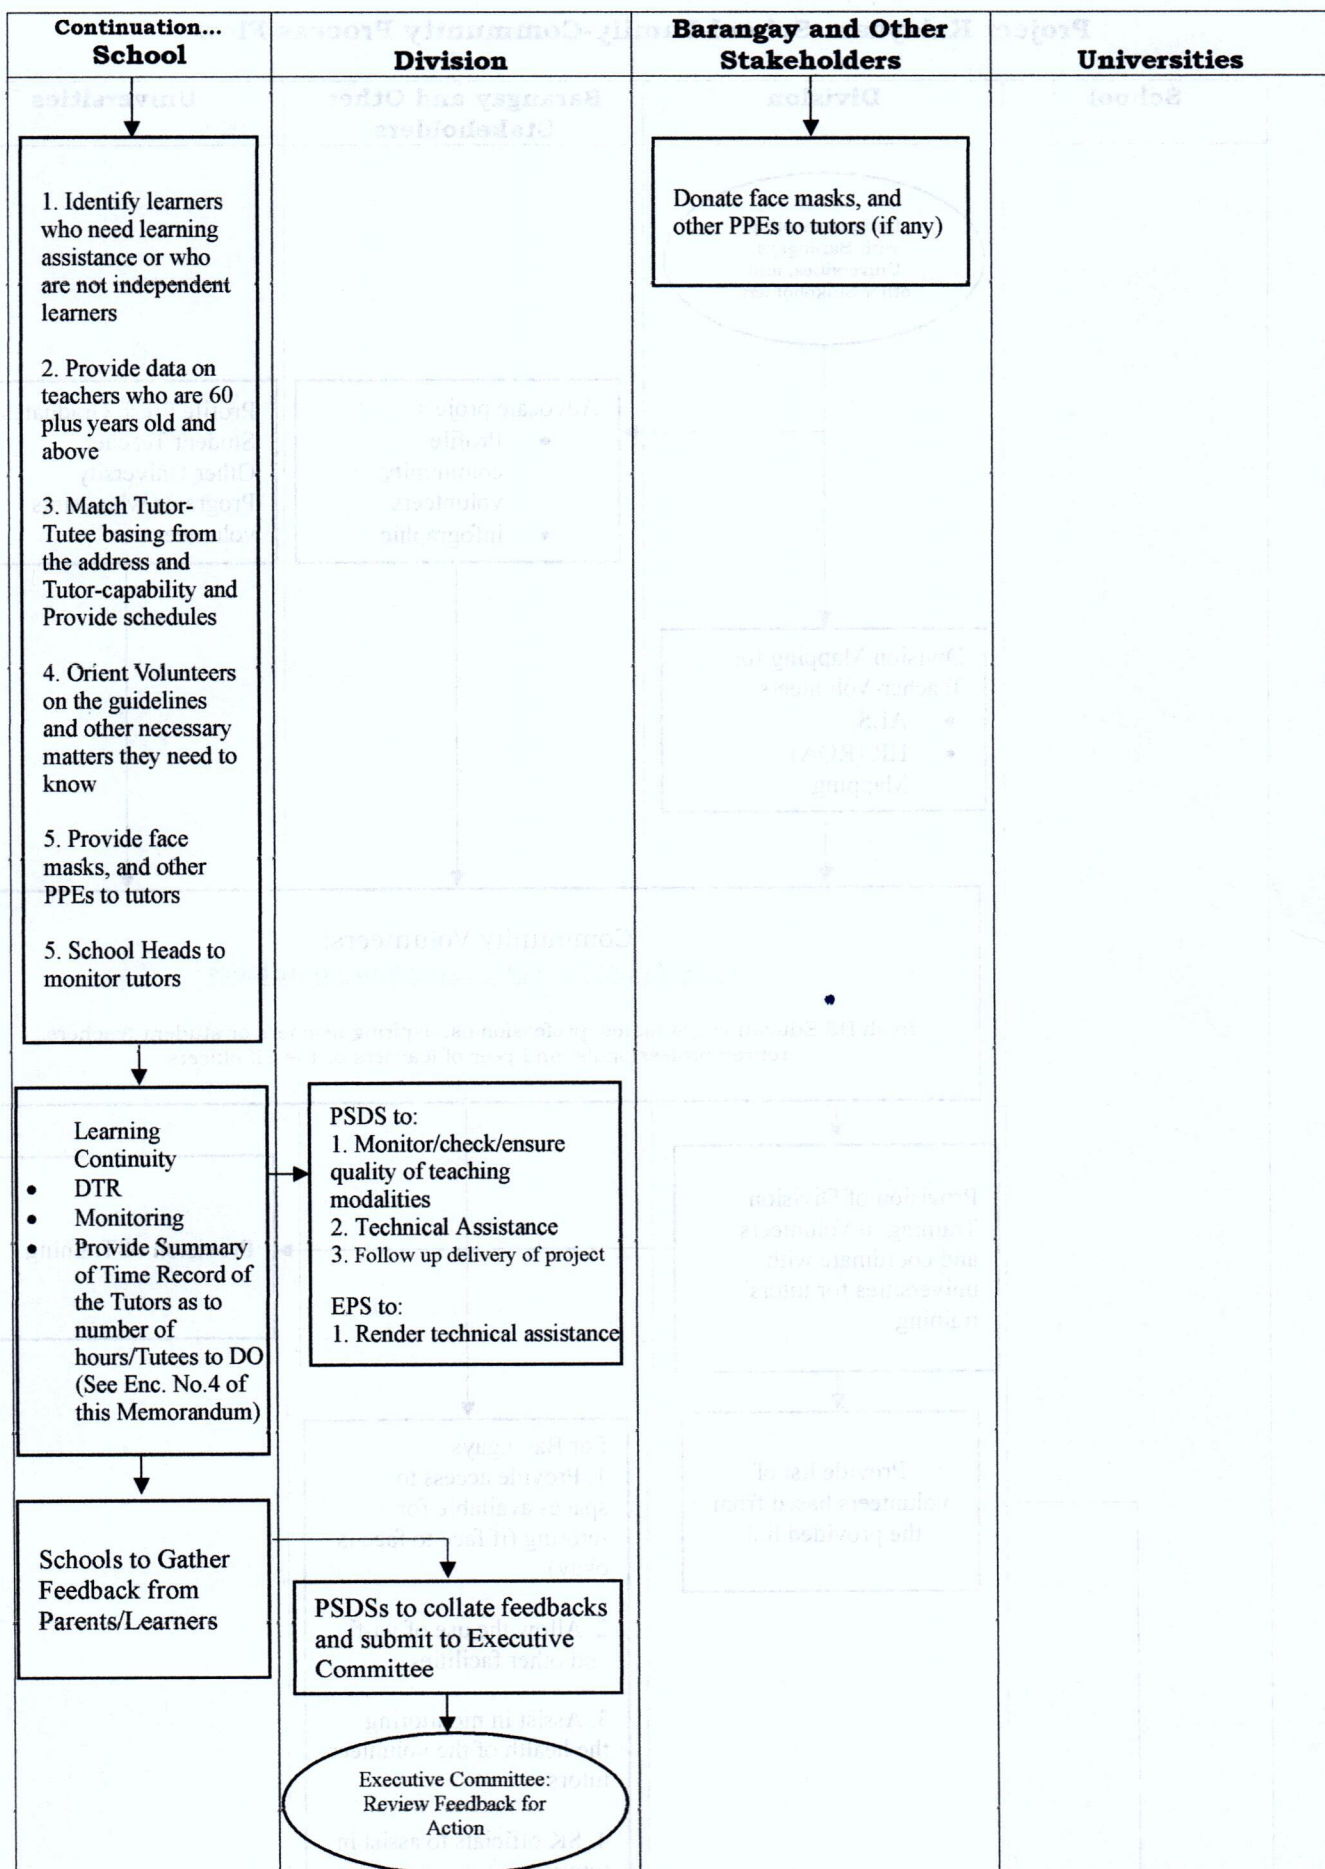 Continuation...
School
Division
Barangay and Other
Stakeholders
Universities
1. Identify learners
who need learning
assistance or who
are not independent
learners
2. Provide data on
teachers who are 60
plus years old and
above
3. Match Tutor-
Tutee basing from
the address and
Tutor-capability and
Provide schedules
4. Orient Volunteers
on the guidelines
and other necessary
matters they need to
know
5. Provide face
masks, and other
PPEs to tutors
5. School Heads to
monitor tutors
Donate face masks, and
other PPEs to tutors (if any)
Learning
Continuity
• DTR
• Monitoring
• Provide Summary
of Time Record of
the Tutors as to
number of
hours/Tutees to DO
(See Enc. No.4 of
this Memorandum)
PSDS to:
1. Monitor/check/ensure
quality of teaching
modalities
2. Technical Assistance
3. Follow up delivery of project
EPS to:
1. Render technical assistance
Schools to Gather
Feedback from
Parents/Learners
PSDSs to collate feedbacks
and submit to Executive
Committee
Executive Committee:
Review Feedback for
Action